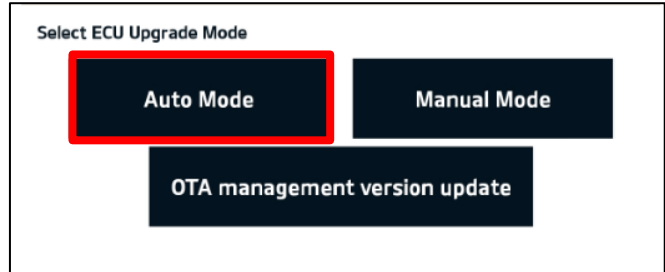 Select ECU Upgrade Mode
Auto Mode Manual Mode
OTA management version update